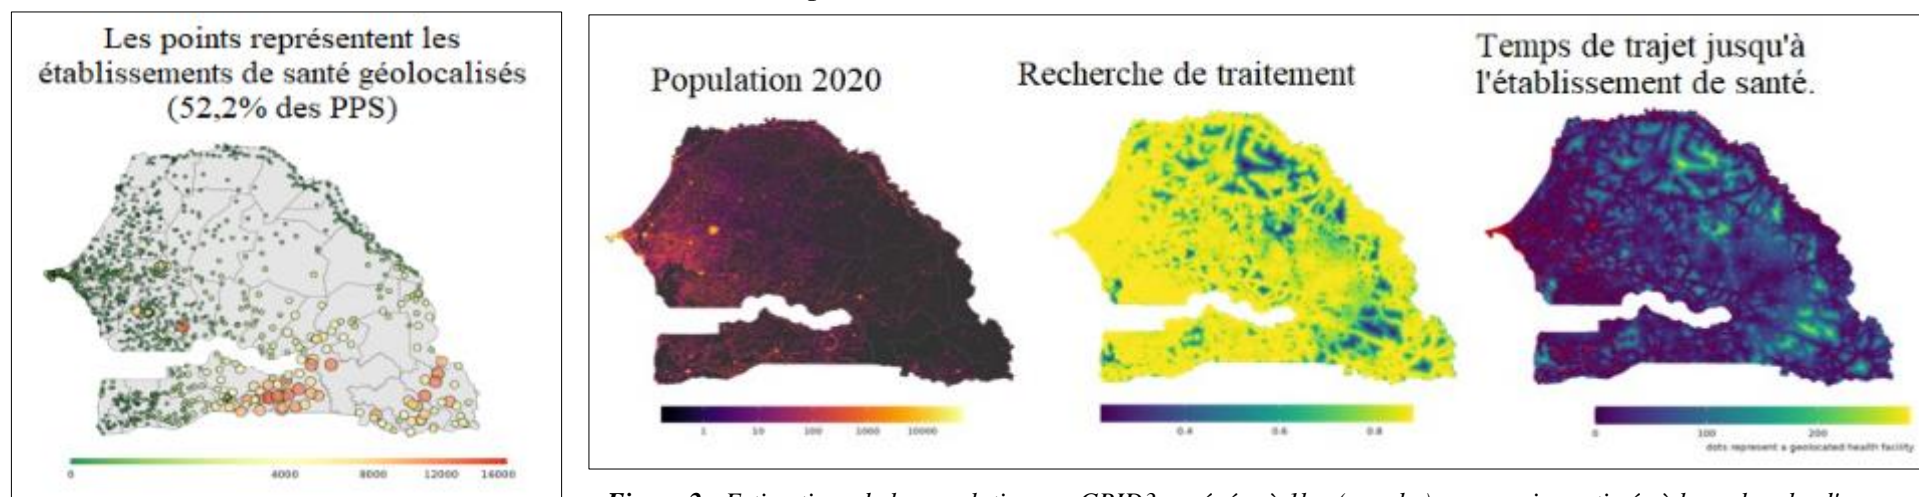 Les points représentent les
établissements de santé géolocalisés
(52,2% des PPS)
0 4000 8000 12000 16000
Population 2020
1 10 100 1000 10000
Recherche de traitement
0.4 0.6 0.8
Temps de trajet jusqu'à
l'établissement de santé.
0 100 200
dots represent a geolocated health facility